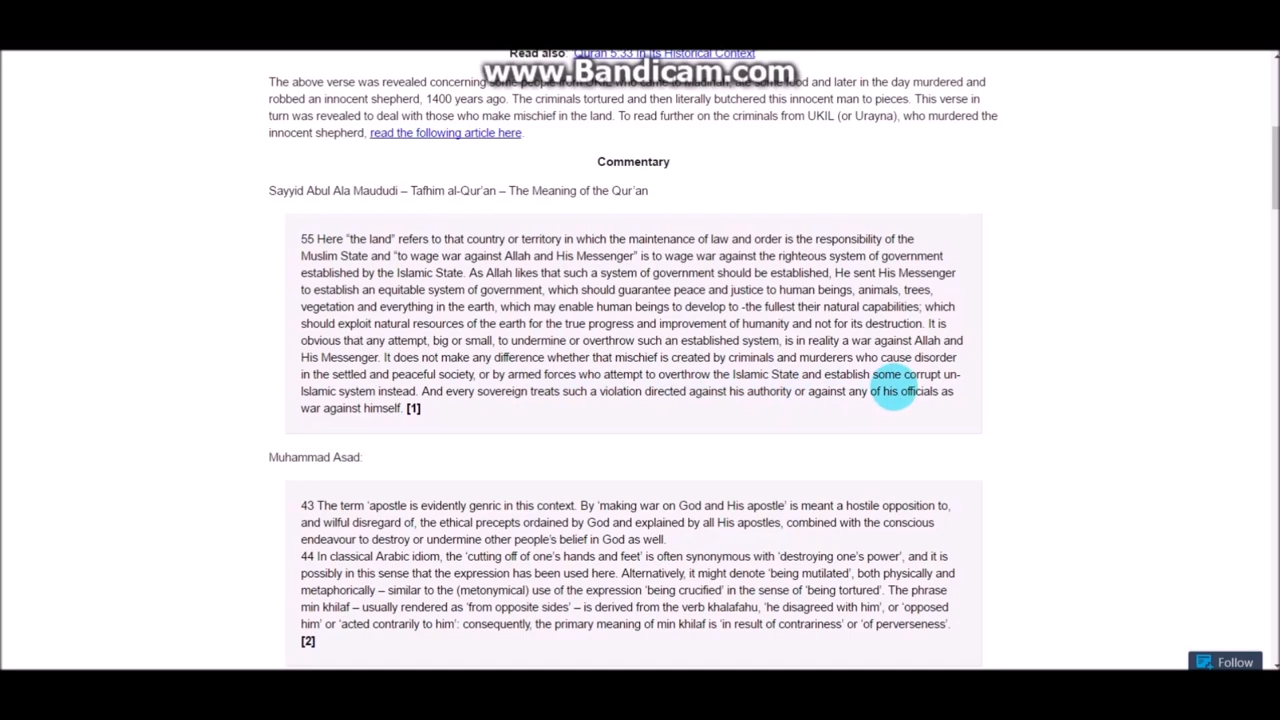 Read also: Quran 5:33 In Its Historical Context
www.Bandicam.com
The above verse was revealed concerning some people from UKIL who came to Madinah, ate some food and later in the day murdered and
robbed an innocent shepherd, 1400 years ago. The criminals tortured and then literally butchered this innocent man to pieces. This verse in
turn was revealed to deal with those who make mischief in the land. To read further on the criminals from UKIL (or Urayna), who murdered the
innocent shepherd, read the following article here.
Commentary
Sayyid Abul Ala Maududi – Tafhim al-Qur’an – The Meaning of the Qur’an
55 Here “the land” refers to that country or territory in which the maintenance of law and order is the responsibility of the
Muslim State and “to wage war against Allah and His Messenger” is to wage war against the righteous system of government
established by the Islamic State. As Allah likes that such a system of government should be established, He sent His Messenger
to establish an equitable system of government, which should guarantee peace and justice to human beings, animals, trees,
vegetation and everything in the earth, which may enable human beings to develop to -the fullest their natural capabilities; which
should exploit natural resources of the earth for the true progress and improvement of humanity and not for its destruction. It is
obvious that any attempt, big or small, to undermine or overthrow such an established system, is in reality a war against Allah and
His Messenger. It does not make any difference whether that mischief is created by criminals and murderers who cause disorder
in the settled and peaceful society, or by armed forces who attempt to overthrow the Islamic State and establish some corrupt un-
Islamic system instead. And every sovereign treats such a violation directed against his authority or against any of his officials as
war against himself. [1]
Muhammad Asad:
43 The term ‘apostle is evidently genric in this context. By ‘making war on God and His apostle’ is meant a hostile opposition to,
and wilful disregard of, the ethical precepts ordained by God and explained by all His apostles, combined with the conscious
endeavour to destroy or undermine other people’s belief in God as well.
44 In classical Arabic idiom, the ‘cutting off of one’s hands and feet’ is often synonymous with ‘destroying one’s power’, and it is
possibly in this sense that the expression has been used here. Alternatively, it might denote ‘being mutilated’, both physically and
metaphorically – similar to the (metonymical) use of the expression ‘being crucified’ in the sense of ‘being tortured’. The phrase
min khilaf – usually rendered as ‘from opposite sides’ – is derived from the verb khalafahu, ‘he disagreed with him’, or ‘opposed
him’ or ‘acted contrarily to him’: consequently, the primary meaning of min khilaf is ‘in result of contrariness’ or ‘of perverseness’.
[2]
Follow